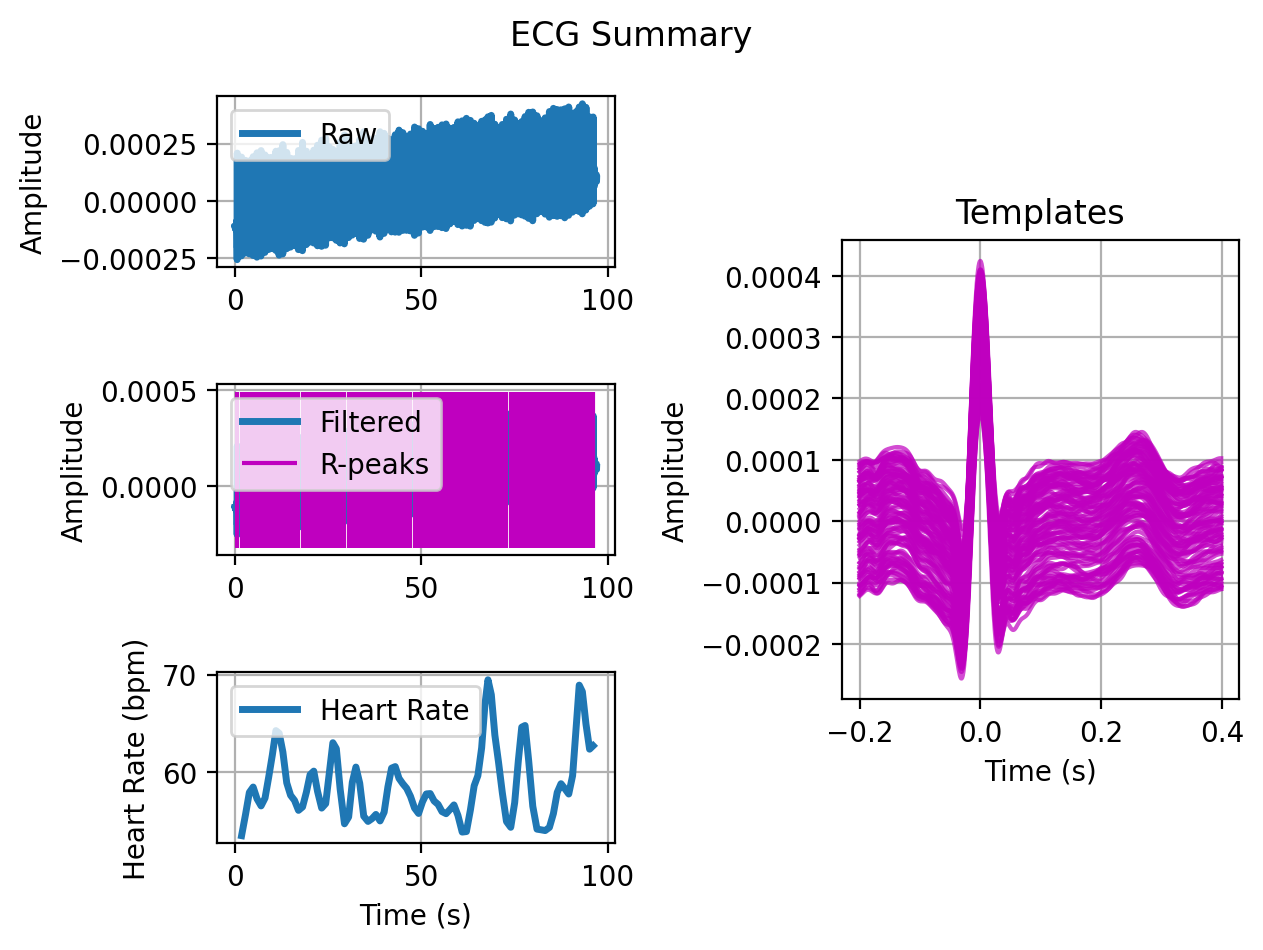 ECG Summary
Amplitude
0.00025
0.00000
−0.00025
Raw
0
50
100
Amplitude
0.0005
0.0000
Filtered
R-peaks
0
50
100
Heart Rate (bpm)
70
60
Heart Rate
0
50
100
Time (s)
Templates
Amplitude
0.0004
0.0003
0.0002
0.0001
0.0000
−0.0001
−0.0002
−0.2
0.0
0.2
0.4
Time (s)